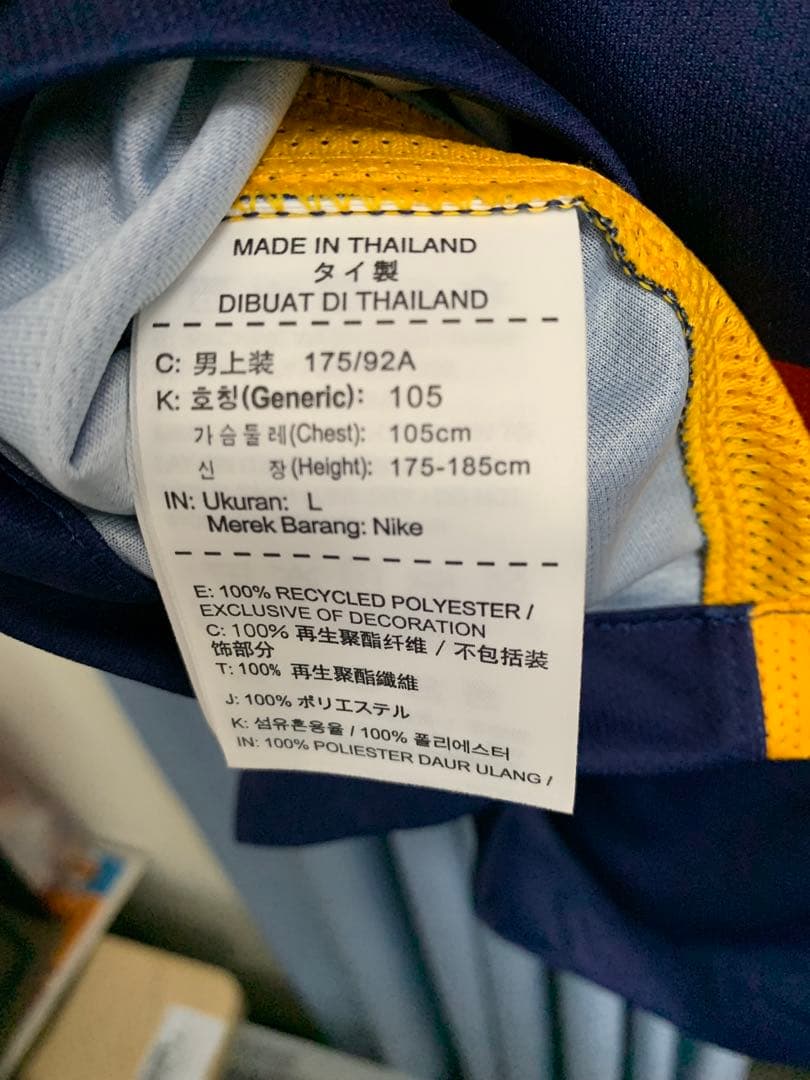 MADE IN THAILAND
タイ製
DIBUAT DI THAILAND
C: 男上装 175/92A
K: 호칭(Generic): 105
가슴둘레(Chest): 105cm
신 장(Height): 175-185cm
IN: Ukuran: L
Merek Barang: Nike
E: 100% RECYCLED POLYESTER /
EXCLUSIVE OF DECORATION
C: 100% 再生聚酯纤维 / 不包括装
饰部分
T: 100% 再生聚酯纖維
J: 100% ポリエステル
K: 섬유혼용율 / 100% 폴리에스터
IN: 100% POLIESTER DAUR ULANG /